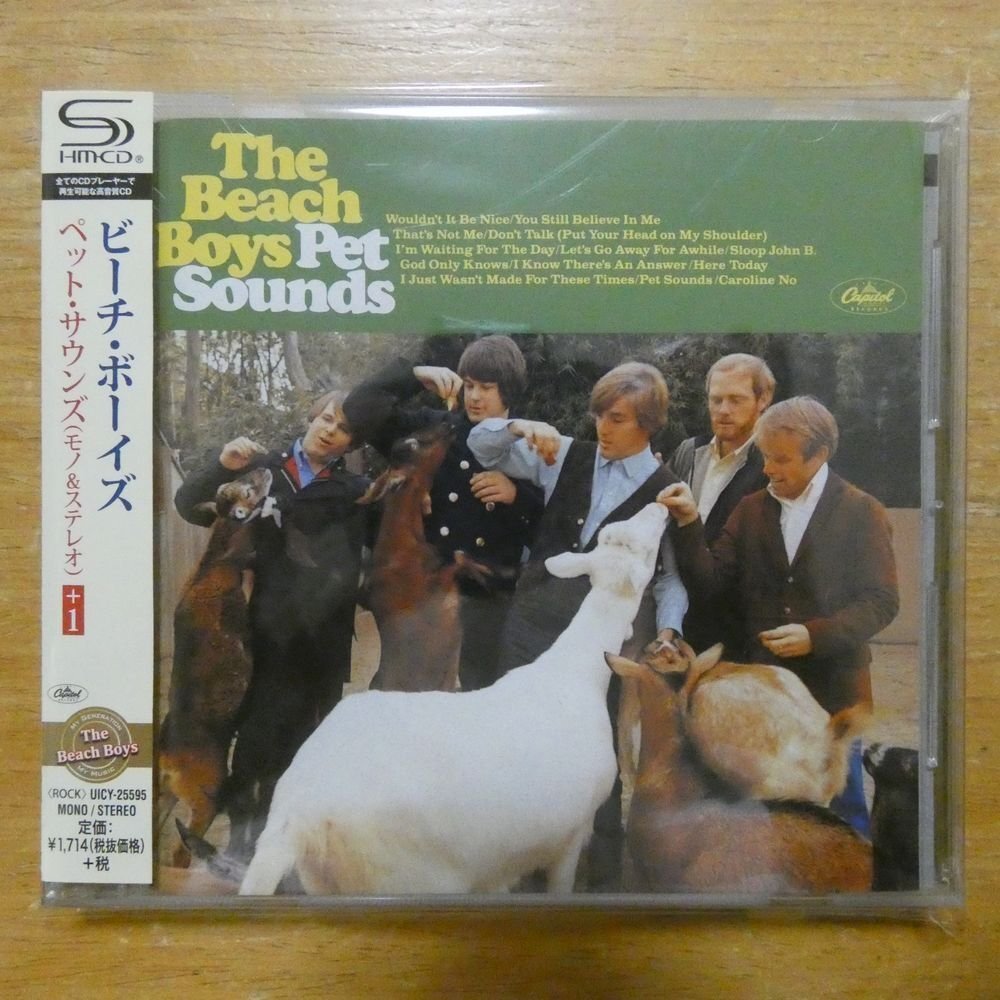 SHM-CD®
全てのCDプレーヤーで
再生可能な高音質CD
ビーチ・ボーイズ
ペット・サウンズ(モノ&ステレオ)
+1
Capitol
RECORDS
MY GENERATION
The
Beach Boys
MY MUSIC
〈ROCK〉 UICY-25595
MONO / STEREO
定価:
¥1,714(税抜価格)
+税
The
Beach
Boys Pet
Sounds
Wouldn't It Be Nice/You Still Believe In Me
That's Not Me/Don't Talk (Put Your Head on My Shoulder)
I'm Waiting For The Day/Let's Go Away For Awhile/Sloop John B.
God Only Knows/I Know There's An Answer/Here Today
I Just Wasn't Made For These Times/Pet Sounds/Caroline No
Capitol
RECORDS